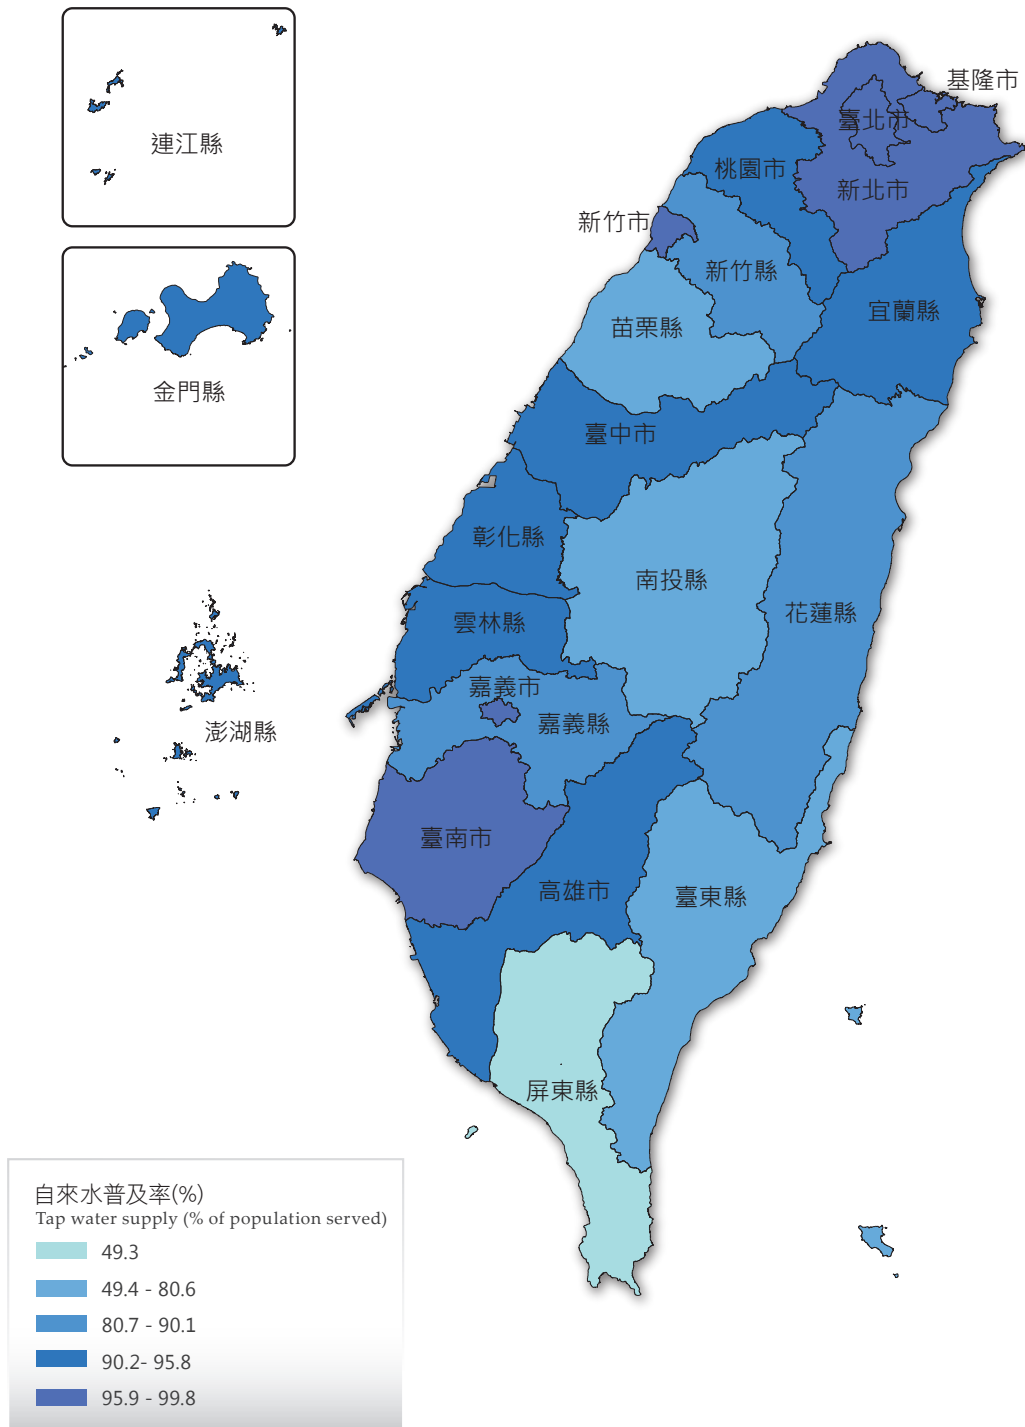 連江縣
金門縣
基隆市
臺北市
桃園市
新北市
新竹市
新竹縣
宜蘭縣
苗栗縣
臺中市
彰化縣
南投縣
花蓮縣
雲林縣
嘉義市
嘉義縣
澎湖縣
臺南市
高雄市
臺東縣
屏東縣
自來水普及率(%)
Tap water supply (% of population served)
49.3
49.4 - 80.6
80.7 - 90.1
90.2- 95.8
95.9 - 99.8